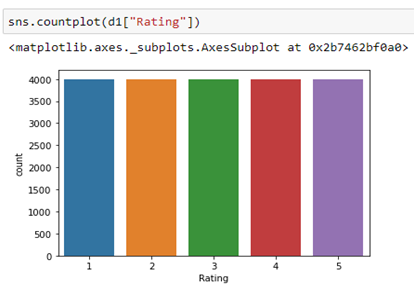 sns.countplot(d1["Rating"])
<matplotlib.axes._subplots.AxesSubplot at 0x2b7462bf0a0>
4000
3500
3000
2500
2000
1500
1000
500
0
count
1 2 3 4 5
Rating